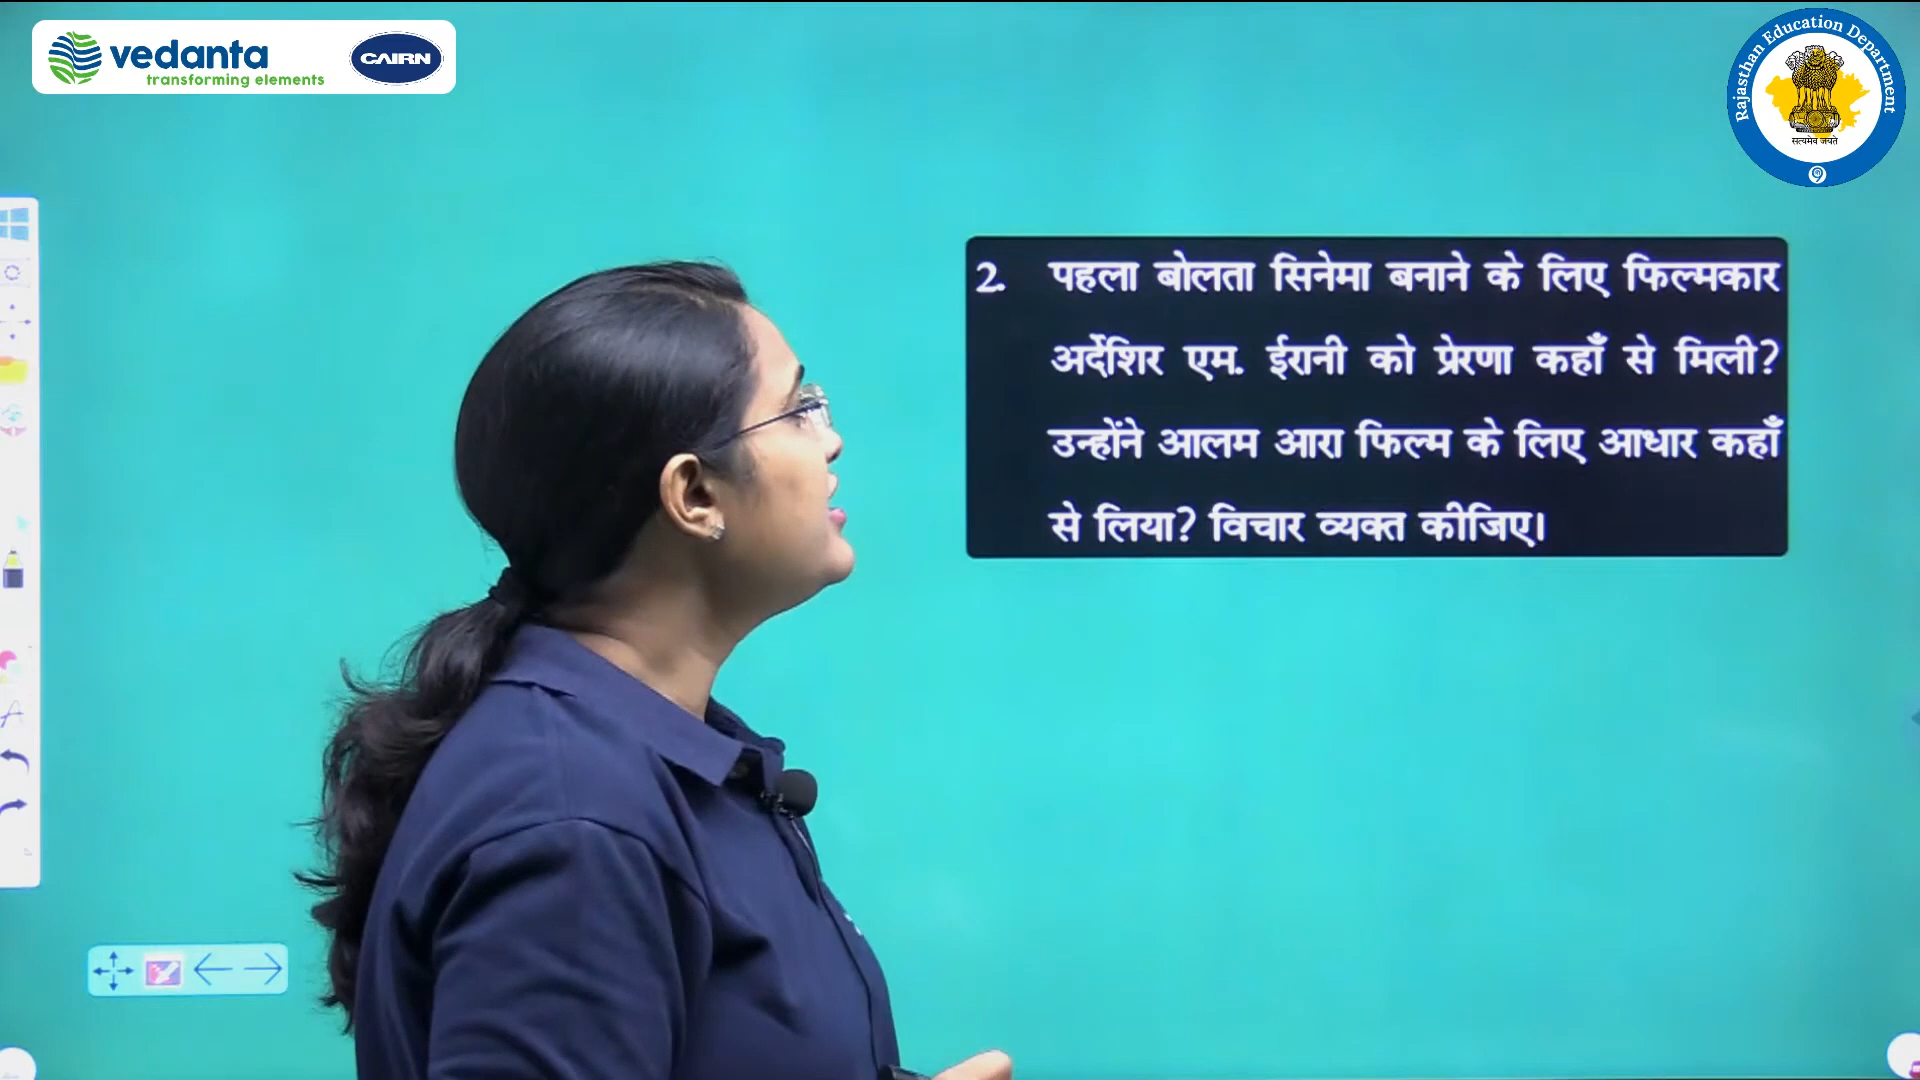 vedanta
transforming elements
CAIRN
Rajasthan Education Department
सत्यमेव जयते
2. पहला बोलता सिनेमा बनाने के लिए फिल्मकार
अर्देशिर एम. ईरानी को प्रेरणा कहाँ से मिली?
उन्होंने आलम आरा फिल्म के लिए आधार कहाँ
से लिया? विचार व्यक्त कीजिए।